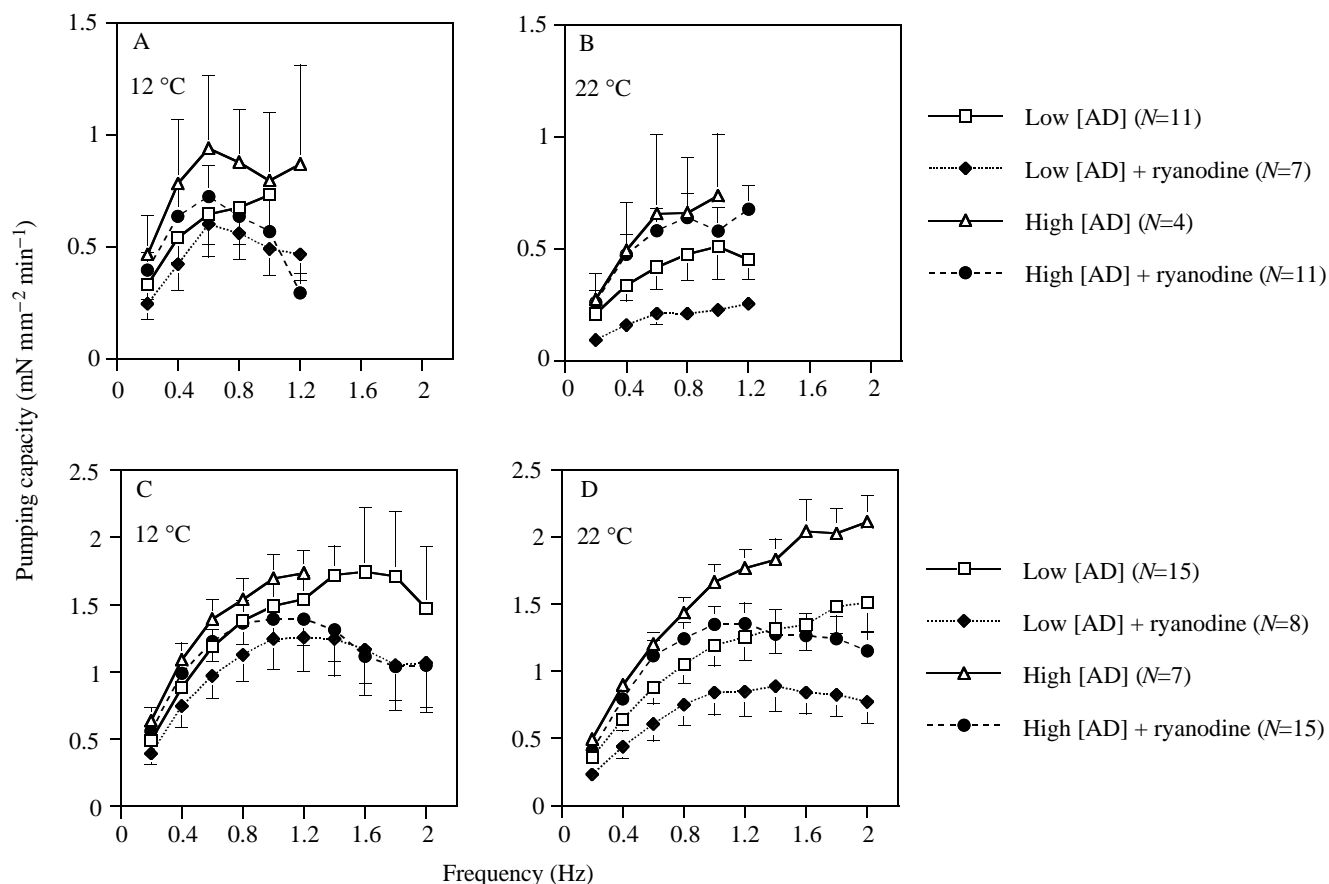 Pumping capacity (mN mm⁻² min⁻¹)
A
12 °C
1.5
1
0.5
0
0 0.4 0.8 1.2 1.6 2
B
22 °C
1.5
1
0.5
0
0 0.4 0.8 1.2 1.6 2
Low [AD] (N=11)
Low [AD] + ryanodine (N=7)
High [AD] (N=4)
High [AD] + ryanodine (N=11)
C
12 °C
2.5
2
1.5
1
0.5
0
0 0.4 0.8 1.2 1.6 2
D
22 °C
2.5
2
1.5
1
0.5
0
0 0.4 0.8 1.2 1.6 2
Low [AD] (N=15)
Low [AD] + ryanodine (N=8)
High [AD] (N=7)
High [AD] + ryanodine (N=15)
Frequency (Hz)